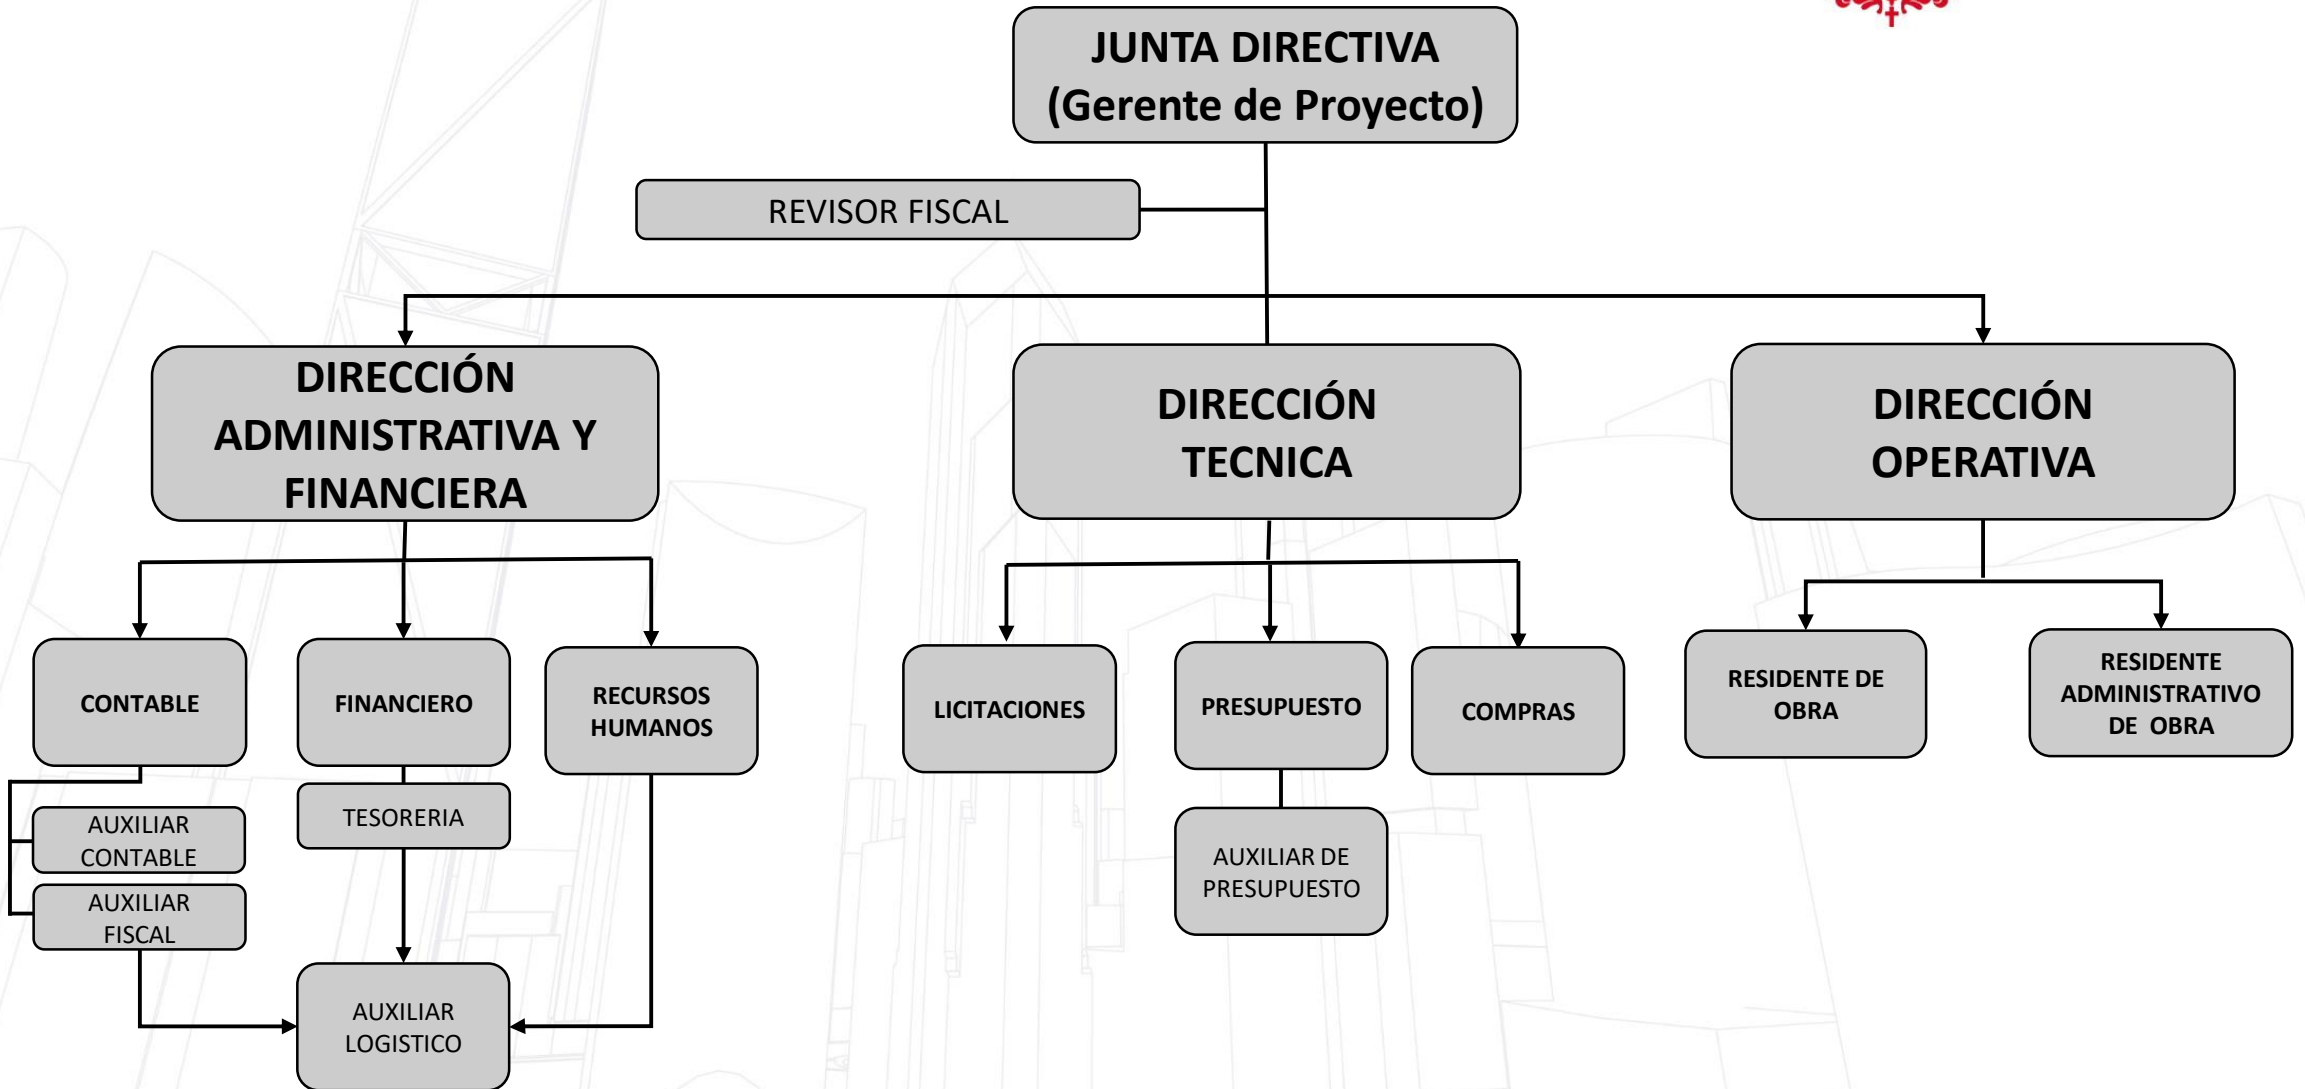 JUNTA DIRECTIVA
(Gerente de Proyecto)
REVISOR FISCAL
DIRECCIÓN
ADMINISTRATIVA Y
FINANCIERA
DIRECCIÓN
TECNICA
DIRECCIÓN
OPERATIVA
CONTABLE
FINANCIERO
RECURSOS
HUMANOS
LICITACIONES
PRESUPUESTO
COMPRAS
RESIDENTE DE
OBRA
RESIDENTE
ADMINISTRATIVO
DE OBRA
AUXILIAR
CONTABLE
TESORERIA
AUXILIAR DE
PRESUPUESTO
AUXILIAR
FISCAL
AUXILIAR
LOGISTICO